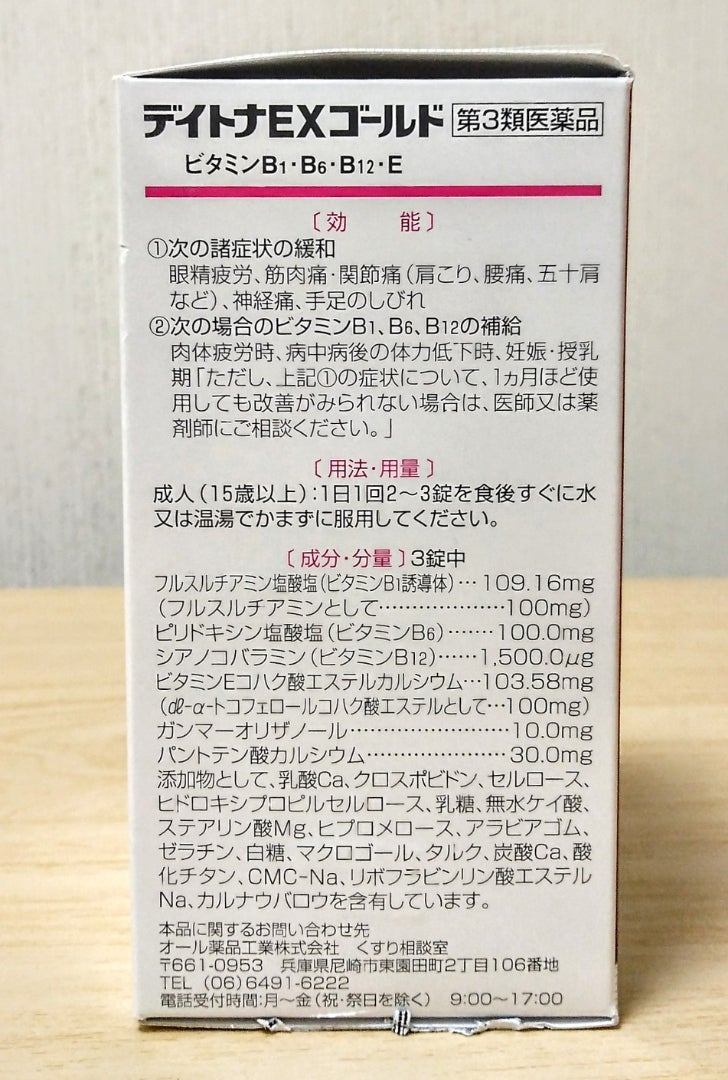 デイトナEXゴールド 第3類医薬品
ビタミンB1・B6・B12・E
〔効 能〕
①次の諸症状の緩和
眼精疲労、筋肉痛・関節痛(肩こり、腰痛、五十肩
など)、神経痛、手足のしびれ
②次の場合のビタミンB1、B6、B12の補給
肉体疲労時、病中病後の体力低下時、妊娠・授乳
期「ただし、上記①の症状について、1ヵ月ほど使
用しても改善がみられない場合は、医師又は薬
剤師にご相談ください。」
〔用法・用量〕
成人(15歳以上):1日1回2〜3錠を食後すぐに水
又は温湯でかまずに服用してください。
〔成分・分量〕3錠中
フルスルチアミン塩酸塩(ビタミンB1誘導体)…109.16mg
(フルスルチアミンとして………………100mg)
ピリドキシン塩酸塩(ビタミンB6)……100.0mg
シアノコバラミン(ビタミンB12)……1,500.0μg
ビタミンEコハク酸エステルカルシウム…103.58mg
(dℓ-α-トコフェロールコハク酸エステルとして…100mg)
ガンマーオリザノール……………………10.0mg
パントテン酸カルシウム…………………30.0mg
添加物として、乳酸Ca、クロスポビドン、セルロース、
ヒドロキシプロピルセルロース、乳糖、無水ケイ酸、
ステアリン酸Mg、ヒプロメロース、アラビアゴム、
ゼラチン、白糖、マクロゴール、タルク、炭酸Ca、酸
化チタン、CMC-Na、リボフラビンリン酸エステル
Na、カルナウバロウを含有しています。
本品に関するお問い合わせ先
オール薬品工業株式会社 くすり相談室
〒661-0953 兵庫県尼崎市東園田町2丁目106番地
TEL (06)6491-6222
電話受付時間:月〜金(祝・祭日を除く) 9:00〜17:00